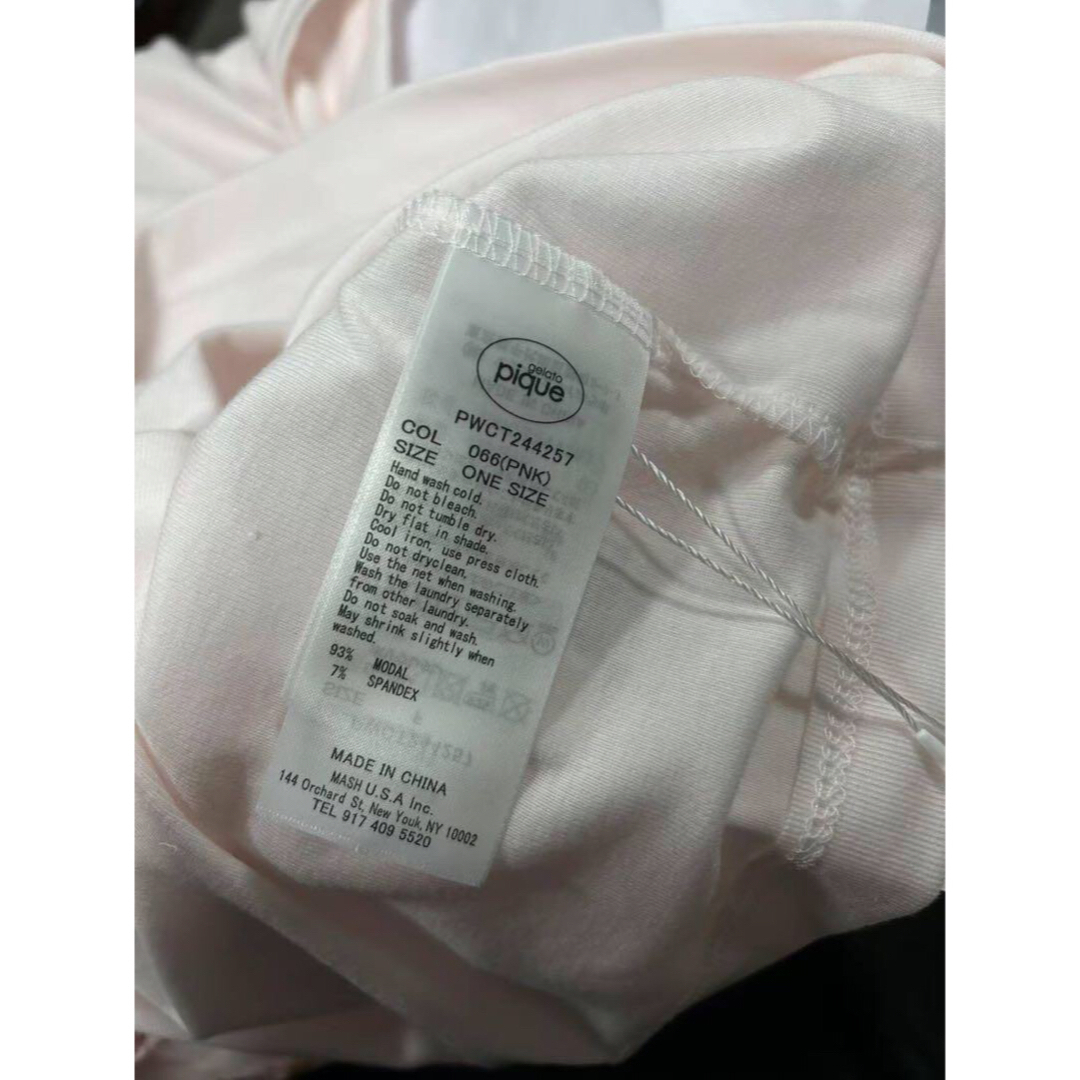 gelato
pique
PWCT244257
COL 066(PNK)
SIZE ONE SIZE
Hand wash cold.
Do not bleach.
Do not tumble dry.
Dry flat in shade.
Cool iron, use press cloth.
Do not dryclean.
Use the net when washing.
Wash the laundry separately
from other laundry.
Do not soak and wash.
May shrink slightly when
washed.
93% MODAL
7% SPANDEX
MADE IN CHINA
MASH U.S.A Inc.
144 Orchard St, New Youk, NY 10002
TEL 917 409 5520